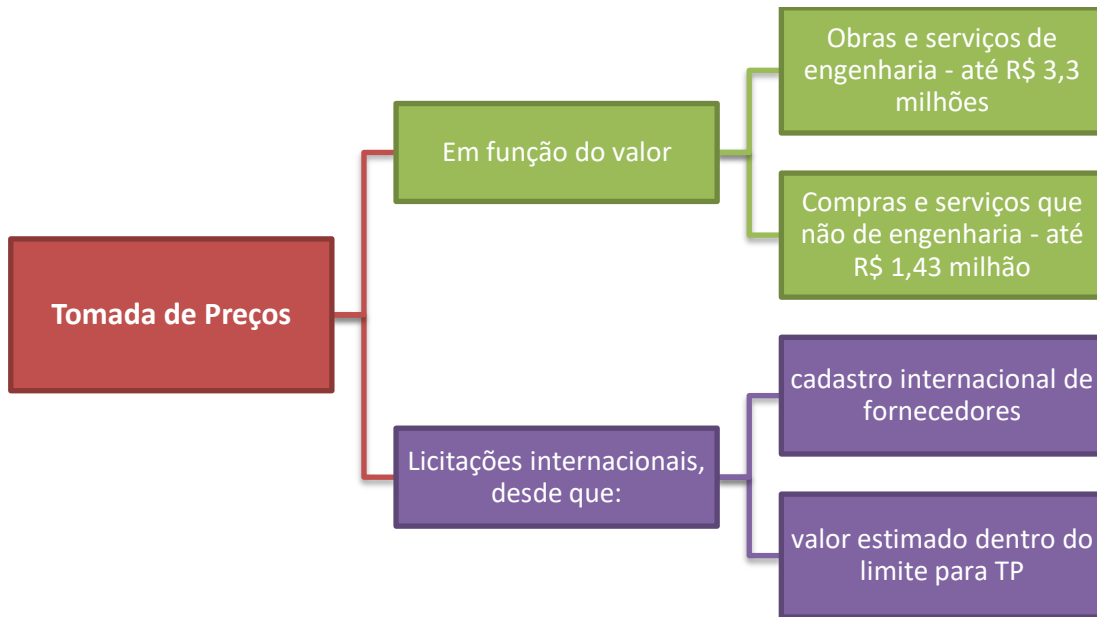 Tomada de Preços
Em função do valor
Obras e serviços de
engenharia - até R$ 3,3
milhões
Compras e serviços que
não de engenharia - até
R$ 1,43 milhão
Licitações internacionais,
desde que:
cadastro internacional de
fornecedores
valor estimado dentro do
limite para TP